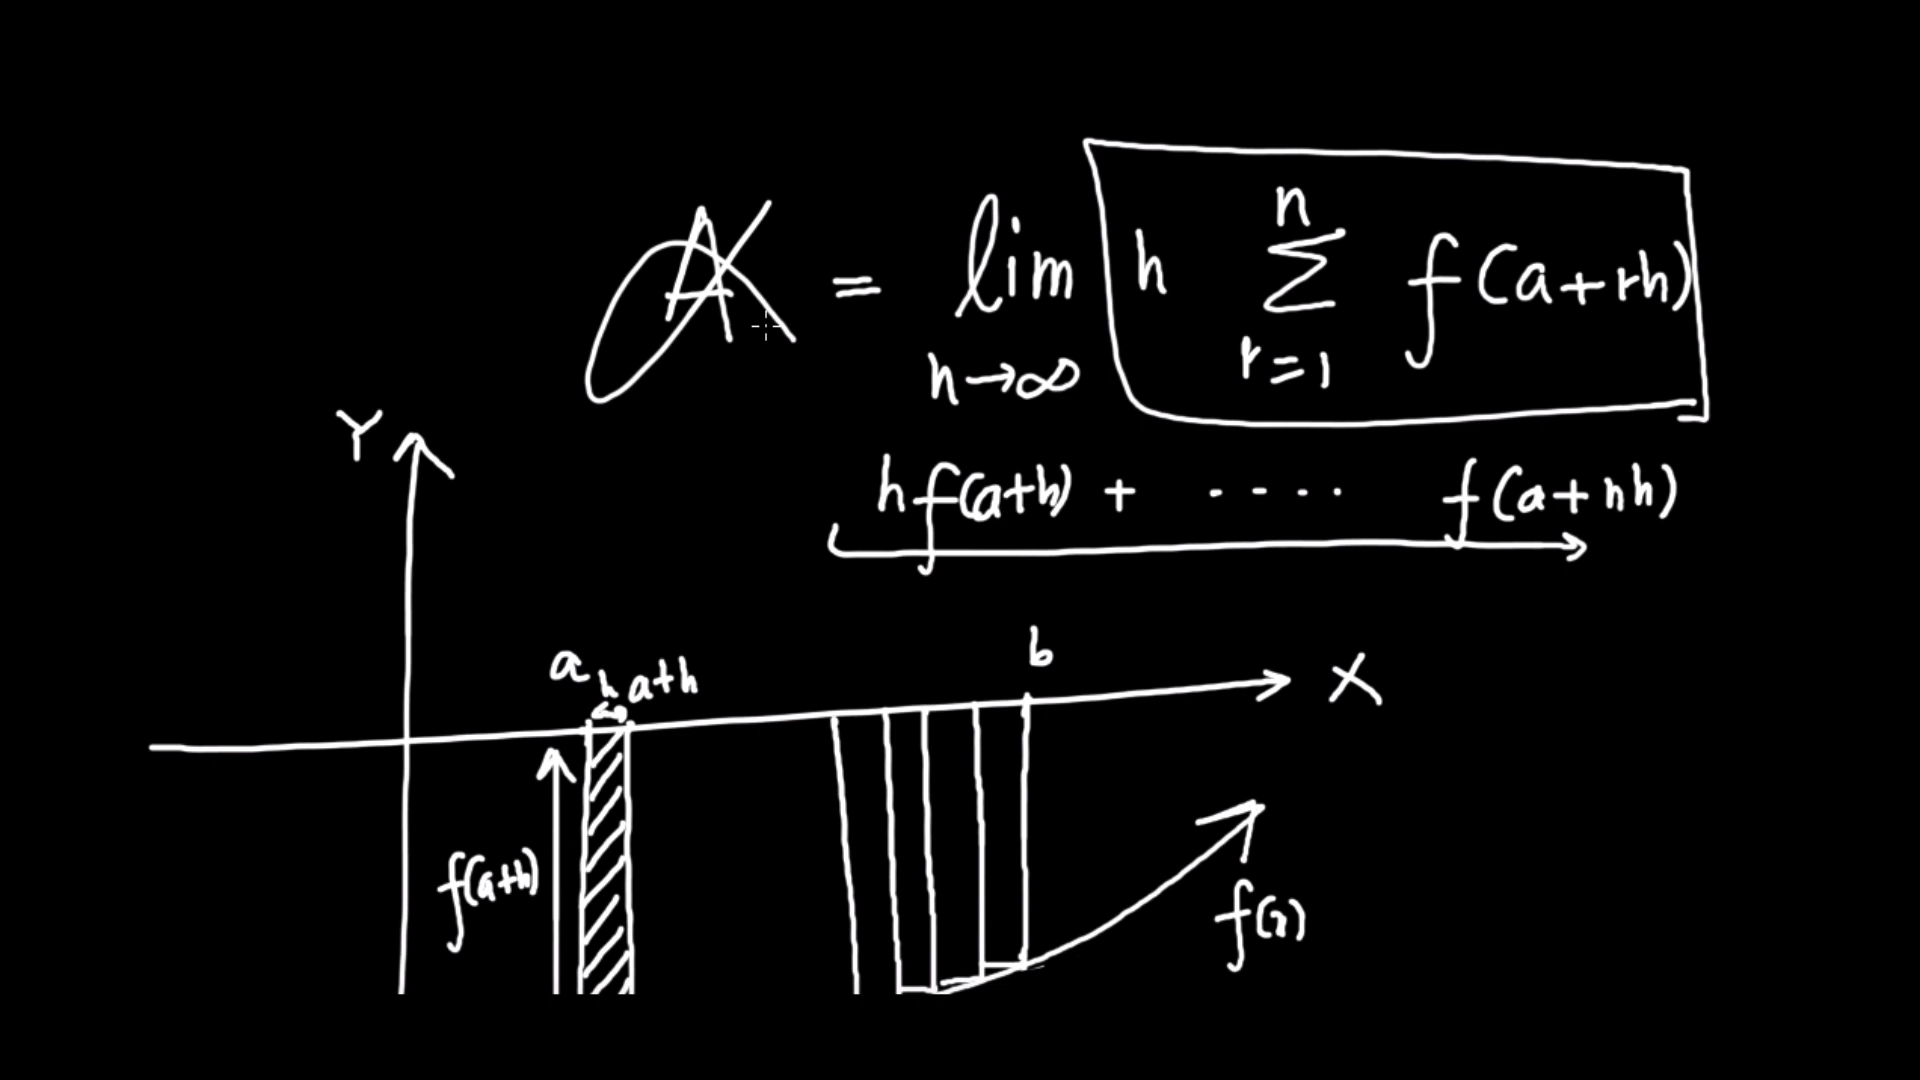 A = lim n→∞ h n Σ r=1 f(a+rh)
hf(a+h) + ..... f(a+nh)
Y
a h a+h b X
f(a+h)
f(x)